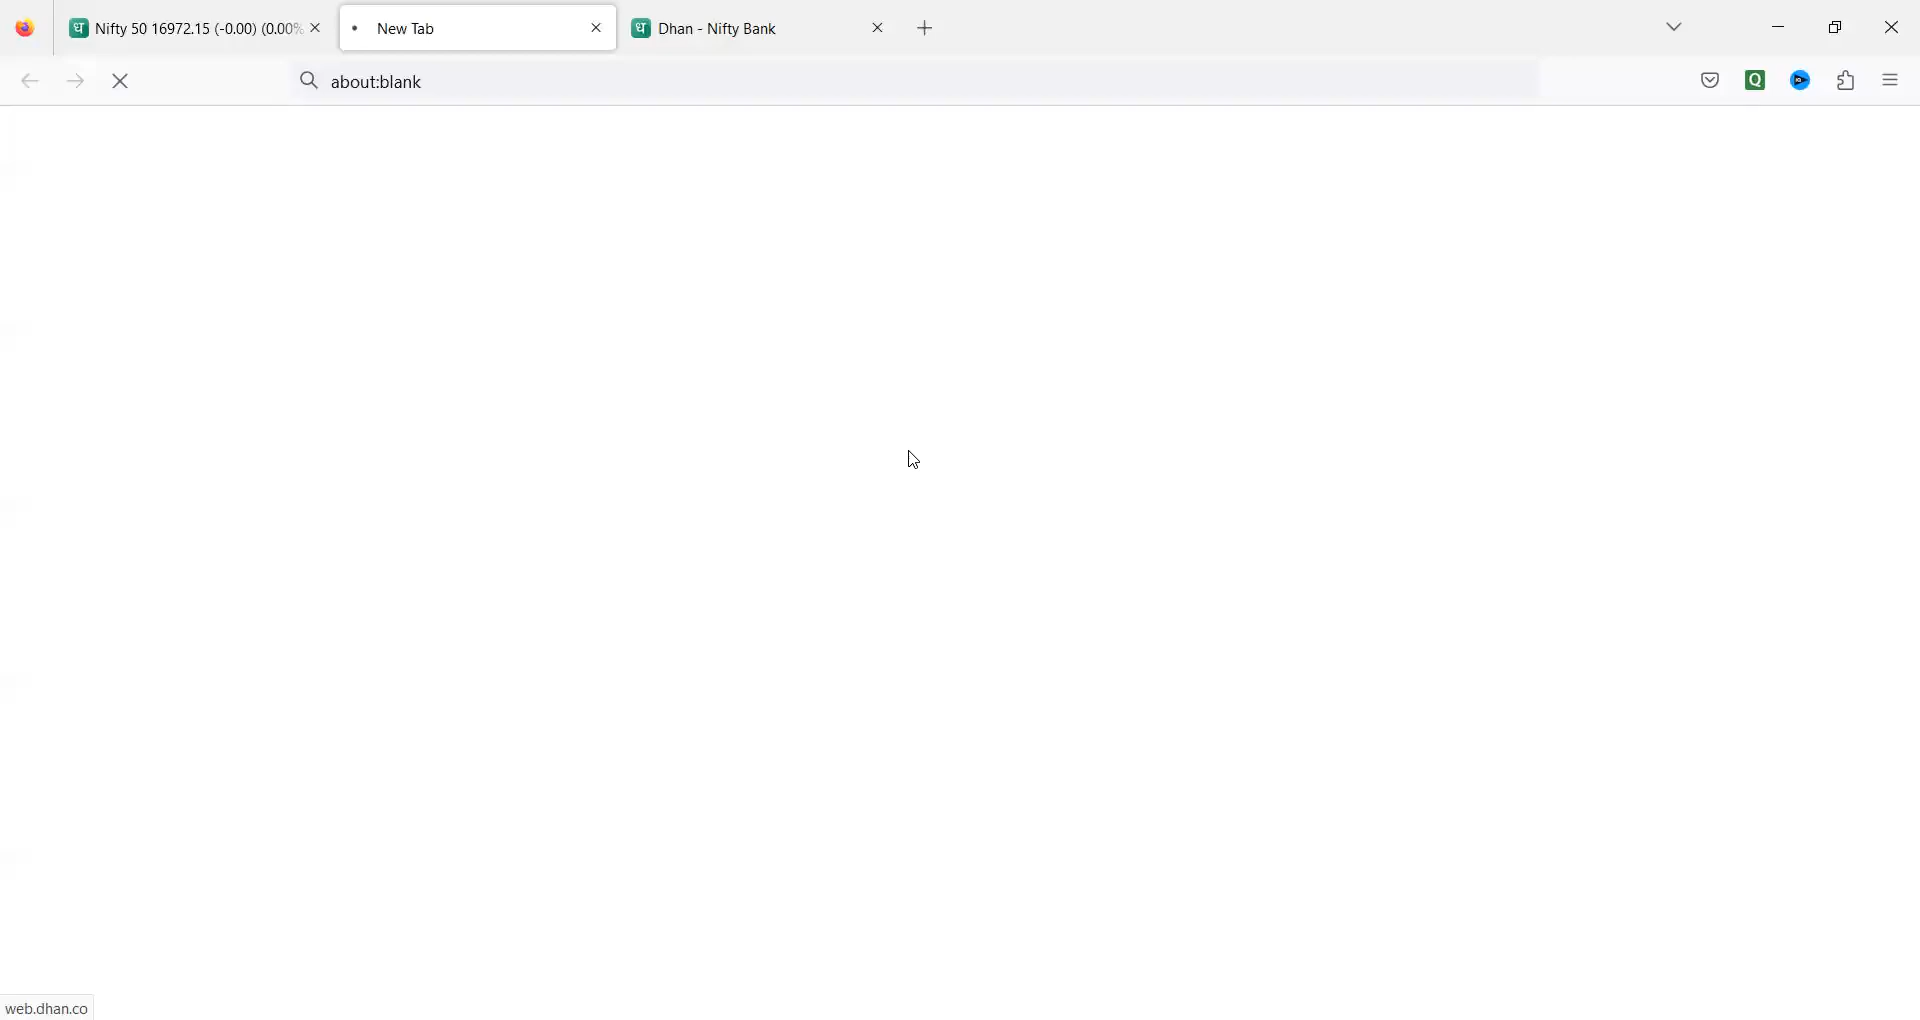 ध Nifty 50 16972.15 (-0.00) (0.00%
New Tab
ध Dhan - Nifty Bank
about:blank
Q
web.dhan.co